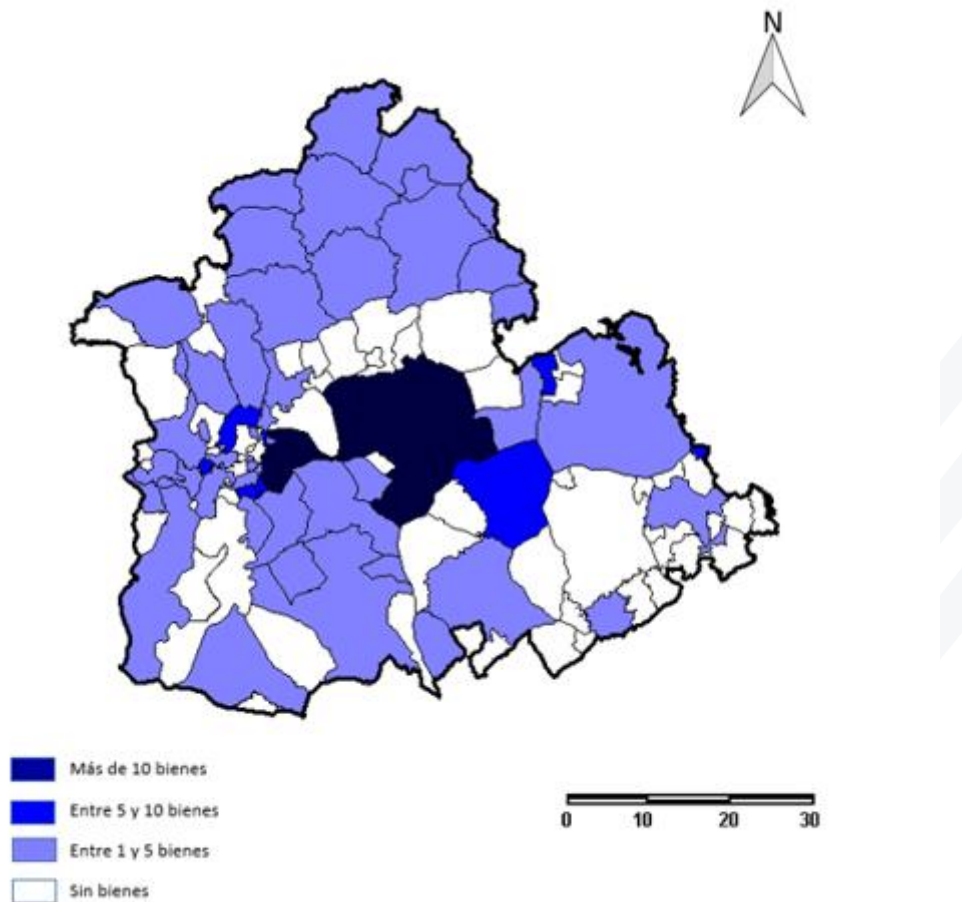 N
Más de 10 bienes
Entre 5 y 10 bienes
Entre 1 y 5 bienes
Sin bienes
0 10 20 30